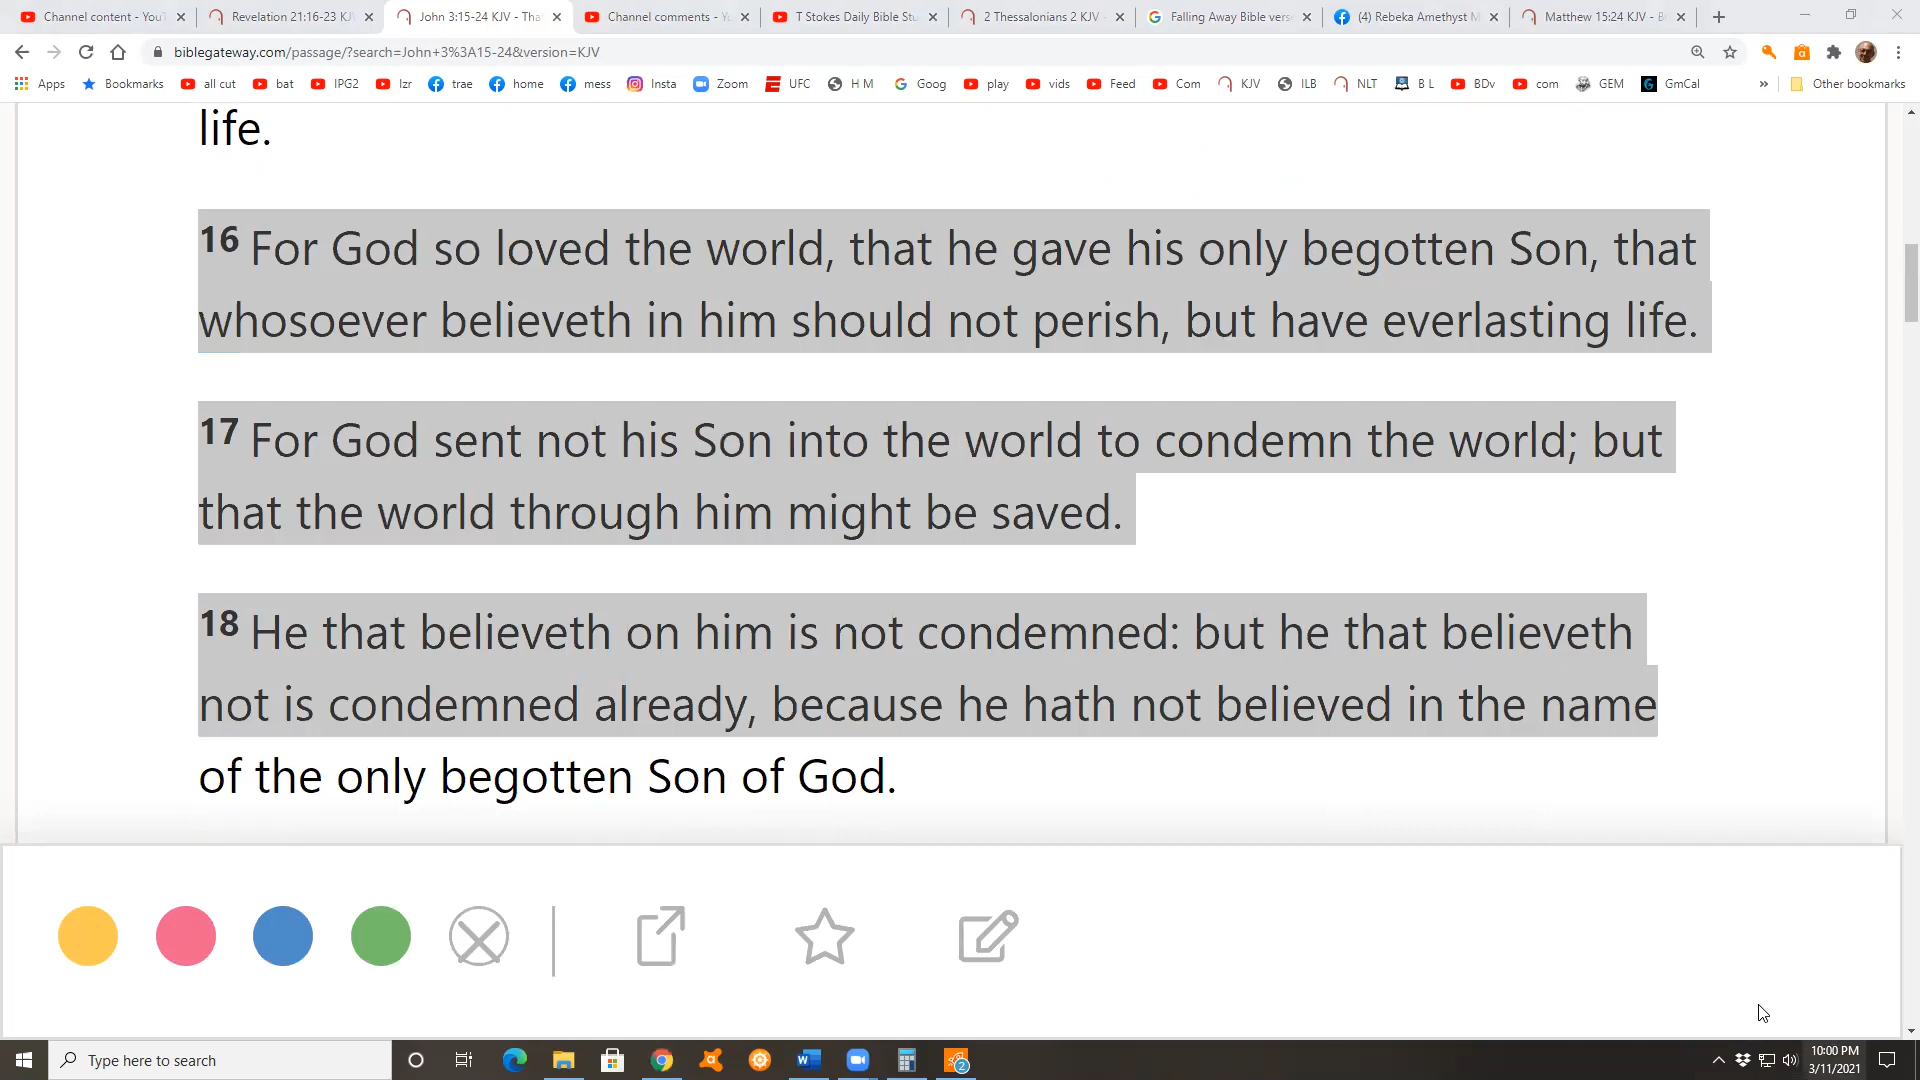 Channel content - You
Revelation 21:16-23 KJ
John 3:15-24 KJV - Tha
Channel comments - Y
T Stokes Daily Bible Stu
2 Thessalonians 2 KJV -
Falling Away Bible verse
(4) Rebeka Amethyst M
Matthew 15:24 KJV - B
biblegateway.com/passage/?search=John+3%3A15-24&version=KJV
Apps Bookmarks all cut bat IPG2 lzr trae home mess Insta Zoom UFC H M Goog play vids Feed Com KJV ILB NLT B L BDv com GEM GmCal » Other bookmarks
life.
16 For God so loved the world, that he gave his only begotten Son, that
whosoever believeth in him should not perish, but have everlasting life.
17 For God sent not his Son into the world to condemn the world; but
that the world through him might be saved.
18 He that believeth on him is not condemned: but he that believeth
not is condemned already, because he hath not believed in the name
of the only begotten Son of God.
Type here to search
2
10:00 PM
3/11/2021